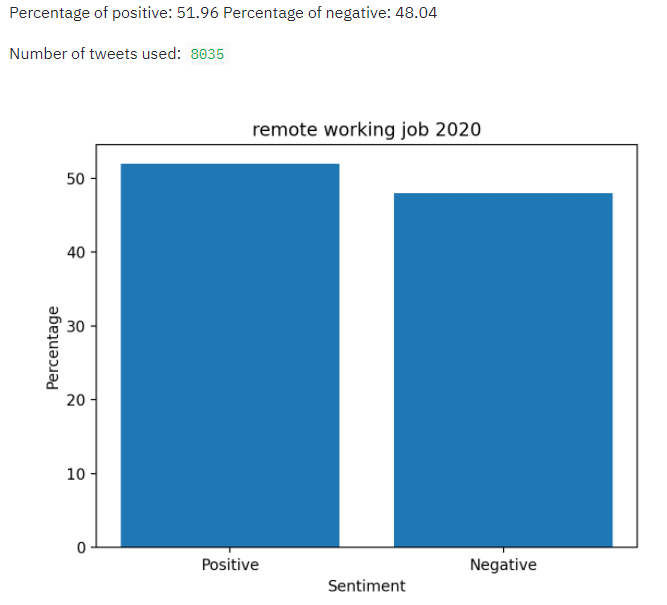 Percentage of positive: 51.96 Percentage of negative: 48.04
Number of tweets used: 8035
remote working job 2020
50
40
30
20
10
0
Percentage
Positive
Negative
Sentiment